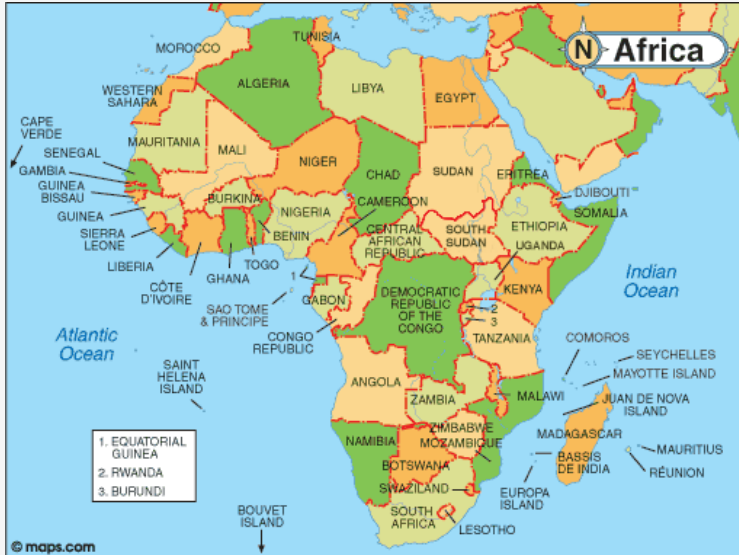 N Africa
TUNISIA
MOROCCO
ALGERIA
LIBYA
EGYPT
WESTERN
SAHARA
CAPE
VERDE
MAURITANIA
MALI
NIGER
CHAD
SUDAN
ERITREA
SENEGAL
GAMBIA
GUINEA
BISSAU
GUINEA
SIERRA
LEONE
LIBERIA
CÔTE
D'IVOIRE
GHANA
TOGO
BENIN
BURKINA
NIGERIA
CAMEROON
CENTRAL
AFRICAN
REPUBLIC
SOUTH
SUDAN
DJIBOUTI
SOMALIA
ETHIOPIA
UGANDA
KENYA
Indian
Ocean
1
GABON
SAO TOME
& PRINCIPE
CONGO
REPUBLIC
DEMOCRATIC
REPUBLIC
OF THE
CONGO
2
3
TANZANIA
Atlantic
Ocean
SAINT
HELENA
ISLAND
COMOROS
SEYCHELLES
MAYOTTE ISLAND
JUAN DE NOVA
ISLAND
ANGOLA
ZAMBIA
MALAWI
ZIMBABWE
MOZAMBIQUE
MADAGASCAR
BASSIS
DE INDIA
MAURITIUS
RÉUNION
EUROPA
ISLAND
NAMIBIA
BOTSWANA
SWAZILAND
SOUTH
AFRICA
LESOTHO
1. EQUATORIAL
GUINEA
2. RWANDA
3. BURUNDI
BOUVET
ISLAND
© maps.com